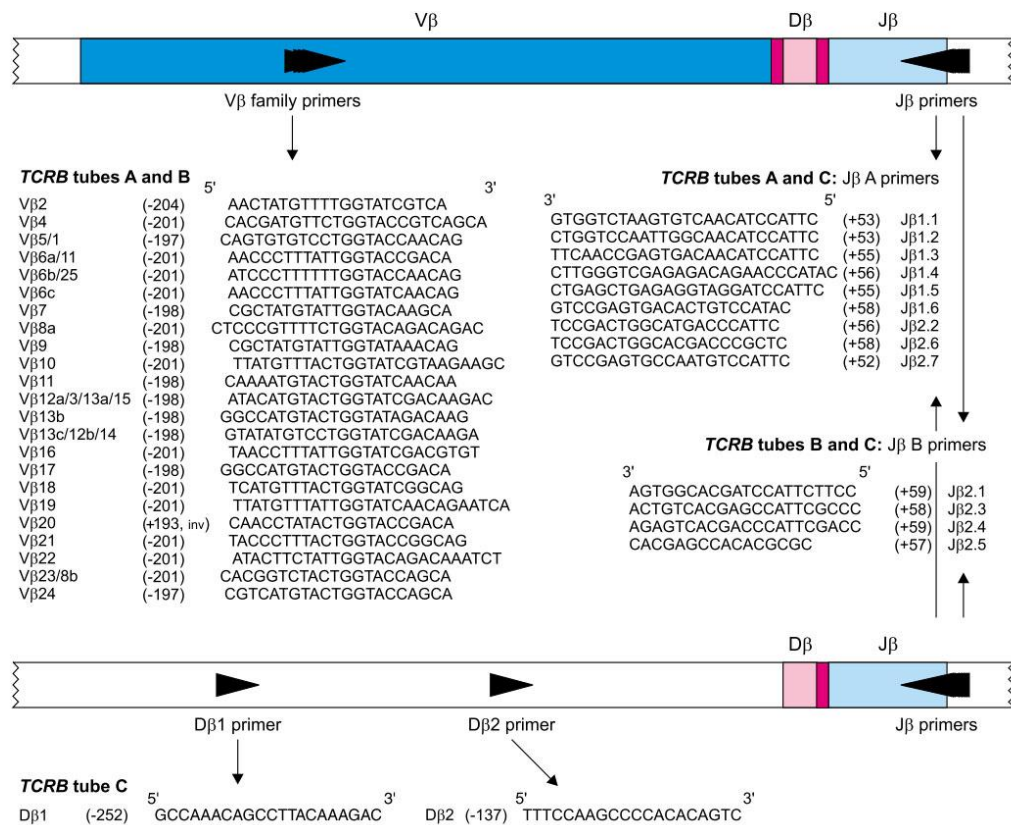 Vβ Dβ Jβ
Vβ family primers Jβ primers
TCRB tubes A and B
5' 3'
Vβ2 (-204) AACTATGTTTTGGTATCGTCA
Vβ4 (-201) CACGATGTTCTGGTACCGTCAGCA
Vβ5/1 (-197) CAGTGTGTCCTGGTACCAACAG
Vβ6a/11 (-201) AACCCTTTATTGGTACCGACA
Vβ6b/25 (-201) ATCCCTTTTTTGGTACCAACAG
Vβ6c (-201) AACCCTTTATTGGTATCAACAG
Vβ7 (-198) CGCTATGTATTGGTACAAGCA
Vβ8a (-201) CTCCCGTTTTCTGGTACAGACAGAC
Vβ9 (-198) CGCTATGTATTGGTATAAACAG
Vβ10 (-201) TTATGTTTACTGGTATCGTAAGAAGC
Vβ11 (-198) CAAAATGTACTGGTATCAACAA
Vβ12a/3/13a/15 (-198) ATACATGTACTGGTATCGACAAGAC
Vβ13b (-198) GGCCATGTACTGGTATAGACAAG
Vβ13c/12b/14 (-198) GTATATGTCCTGGTATCGACAAGA
Vβ16 (-201) TAACCTTTATTGGTATCGACGTGT
Vβ17 (-198) GGCCATGTACTGGTACCGACA
Vβ18 (-201) TCATGTTTACTGGTATCGGCAG
Vβ19 (-201) TTATGTTTATTGGTATCAACAGAATCA
Vβ20 (+193, inv) CAACCTATACTGGTACCGACA
Vβ21 (-201) TACCCTTTACTGGTACCGGCAG
Vβ22 (-201) ATACTTCTATTGGTACAGACAAATCT
Vβ23/8b (-201) CACGGTCTACTGGTACCAGCA
Vβ24 (-197) CGTCATGTACTGGTACCAGCA
TCRB tubes A and C: Jβ A primers
3' 5'
GTGGTCTAAGTGTCAACATCCATTC (+53) Jβ1.1
CTGGTCCAATTGGCAACATCCATTC (+53) Jβ1.2
TTCAACCGAGTGACAACATCCATTC (+55) Jβ1.3
CTTGGGTCGAGAGACAGAACCCATAC (+56) Jβ1.4
CTGAGCTGAGAGGTAGGATCCATTC (+55) Jβ1.5
GTCCGAGTGACACTGTCCATAC (+58) Jβ1.6
TCCGACTGGCATGACCCATTC (+56) Jβ2.2
TCCGACTGGCACGACCCGCTC (+58) Jβ2.6
GTCCGAGTGCCAATGTCCATTC (+52) Jβ2.7
TCRB tubes B and C: Jβ B primers
3' 5'
AGTGGCACGATCCATTCTTCC (+59) Jβ2.1
ACTGTCACGAGCCATTCGCCC (+58) Jβ2.3
AGAGTCACGACCCATTCGACC (+59) Jβ2.4
CACGAGCCACACGCGC (+57) Jβ2.5
Dβ Jβ
Dβ1 primer Dβ2 primer Jβ primers
TCRB tube C
5' 3' 5' 3'
Dβ1 (-252) GCCAAACAGCCTTACAAAGAC Dβ2 (-137) TTTCCAAGCCCCACACAGTC